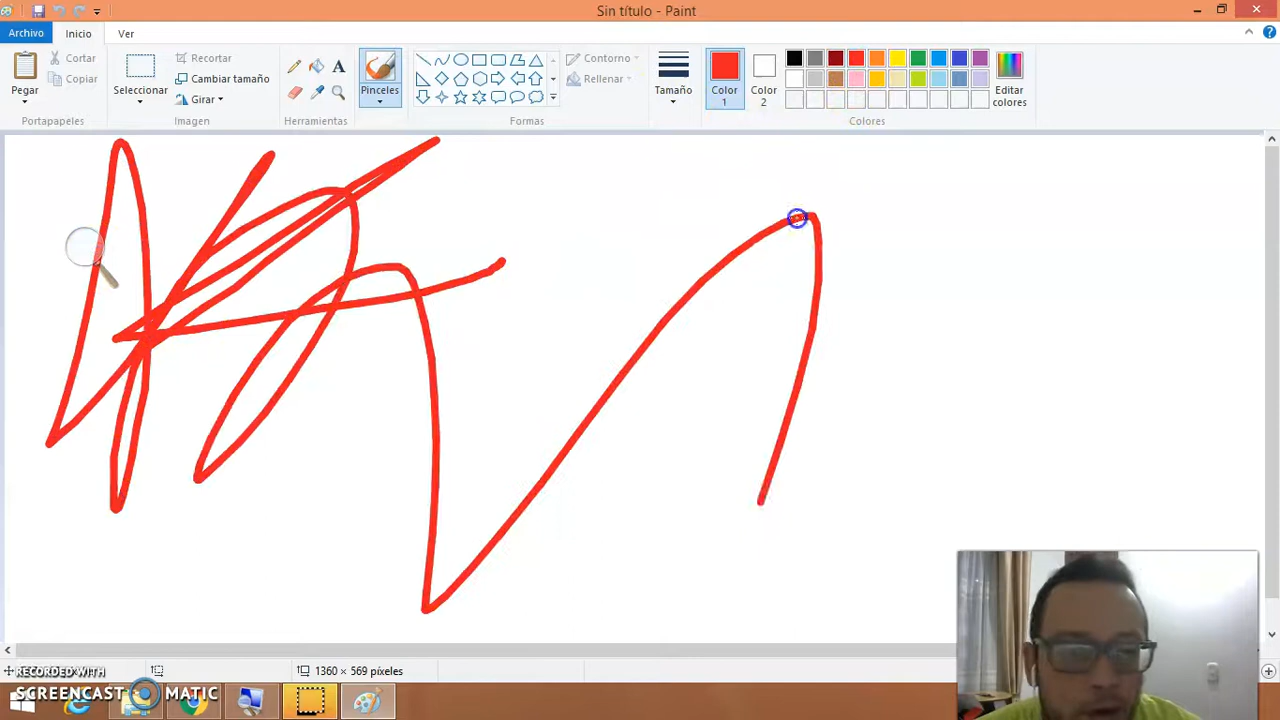 Sin título - Paint
Archivo Inicio Ver
Pegar
Cortar
Copiar
Portapapeles
Seleccionar
Recortar
Cambiar tamaño
Girar
Imagen
A
Herramientas
Pinceles
Contorno
Rellenar
Formas
Tamaño
Color 1
Color 2
Editar colores
Colores
1360 × 569 píxeles
RECORDED WITH
SCREENCAST MATIC